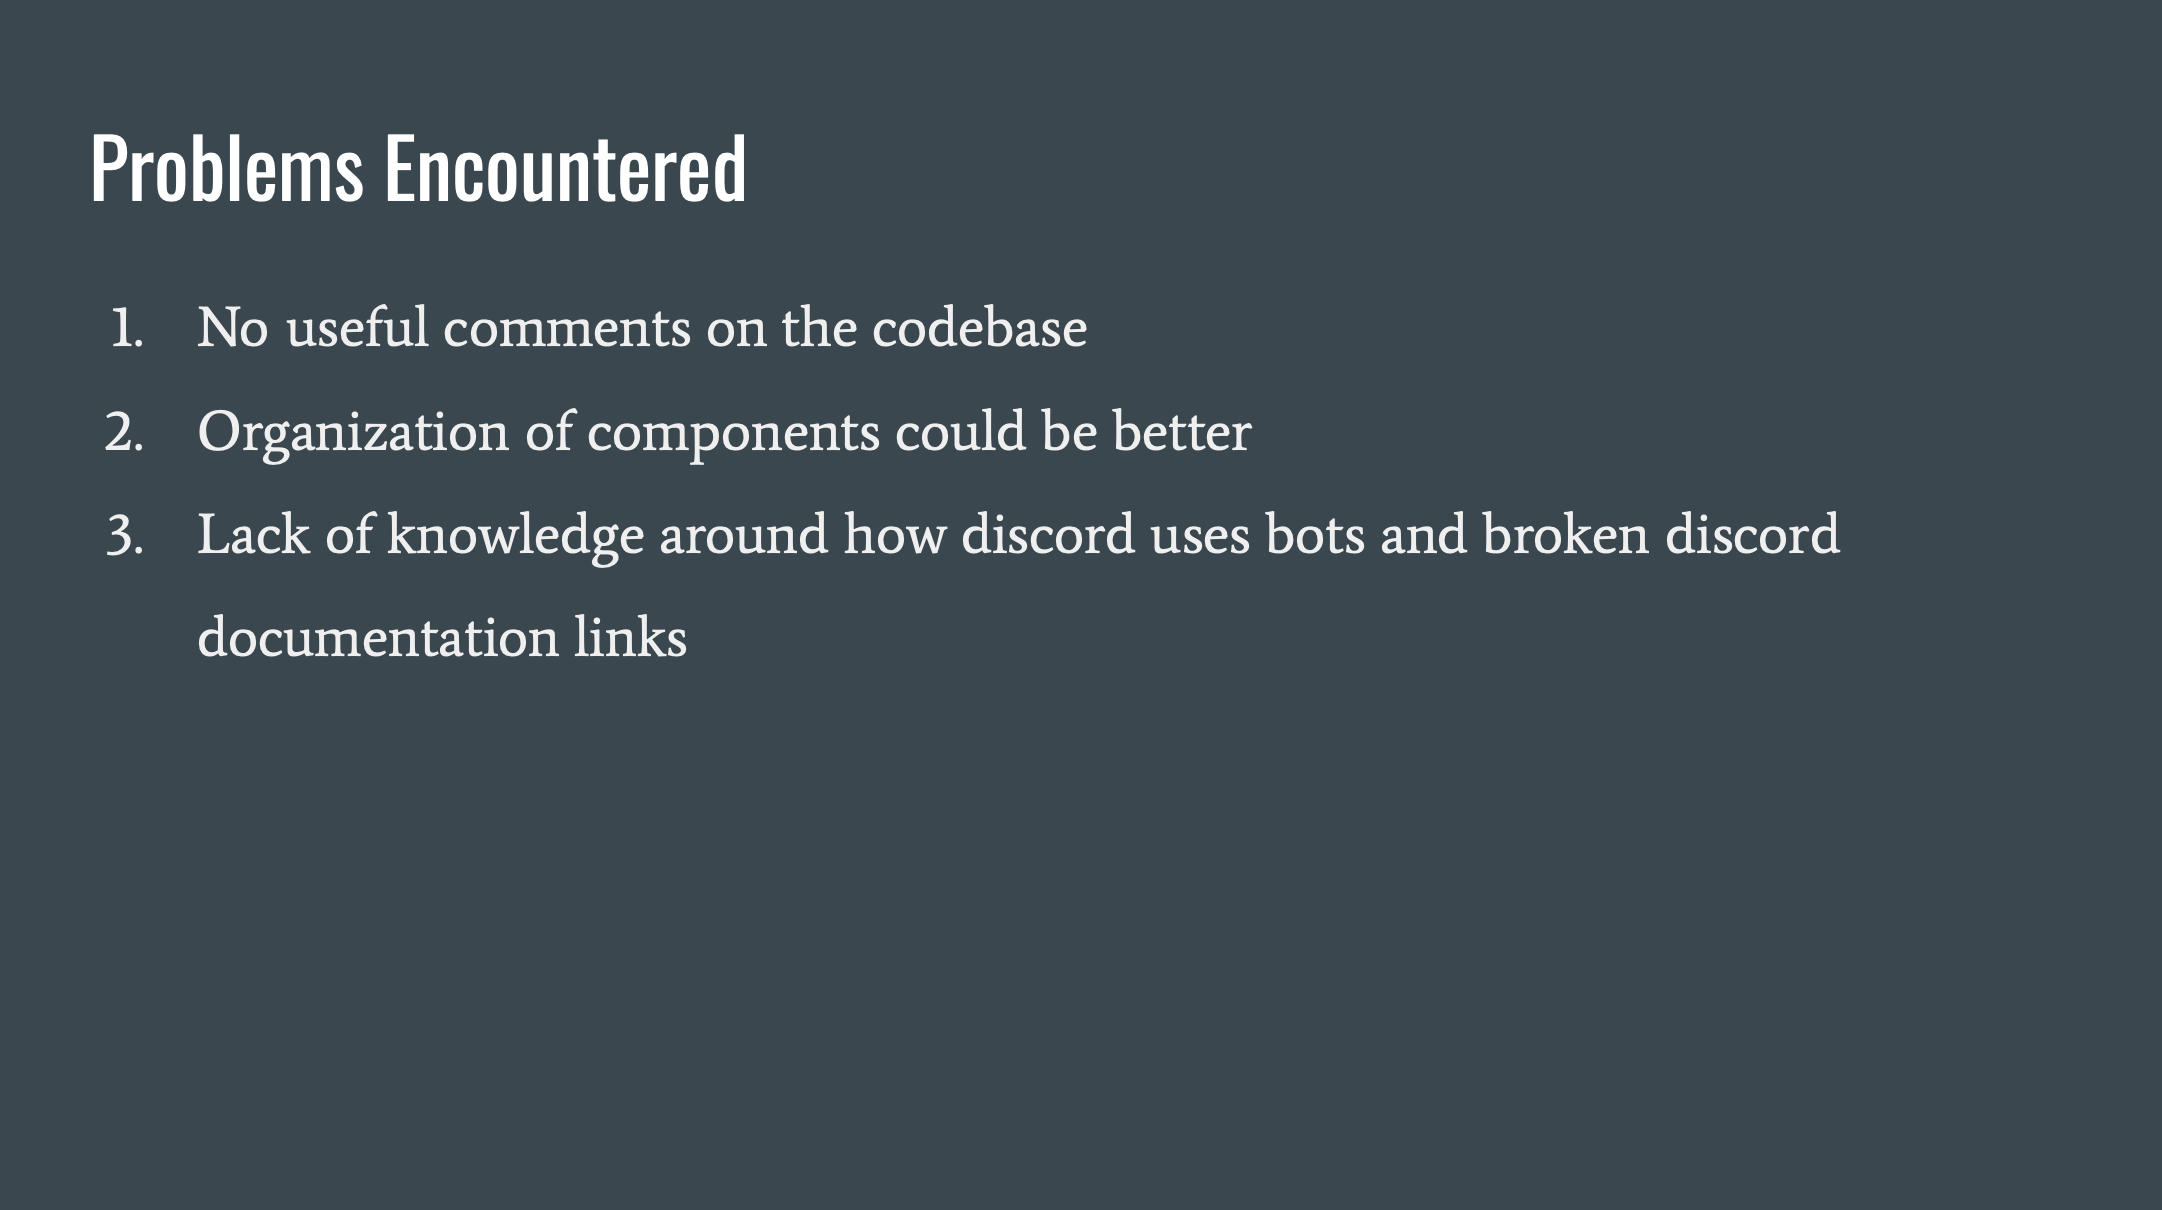 Problems Encountered
1. No useful comments on the codebase
2. Organization of components could be better
3. Lack of knowledge around how discord uses bots and broken discord
documentation links